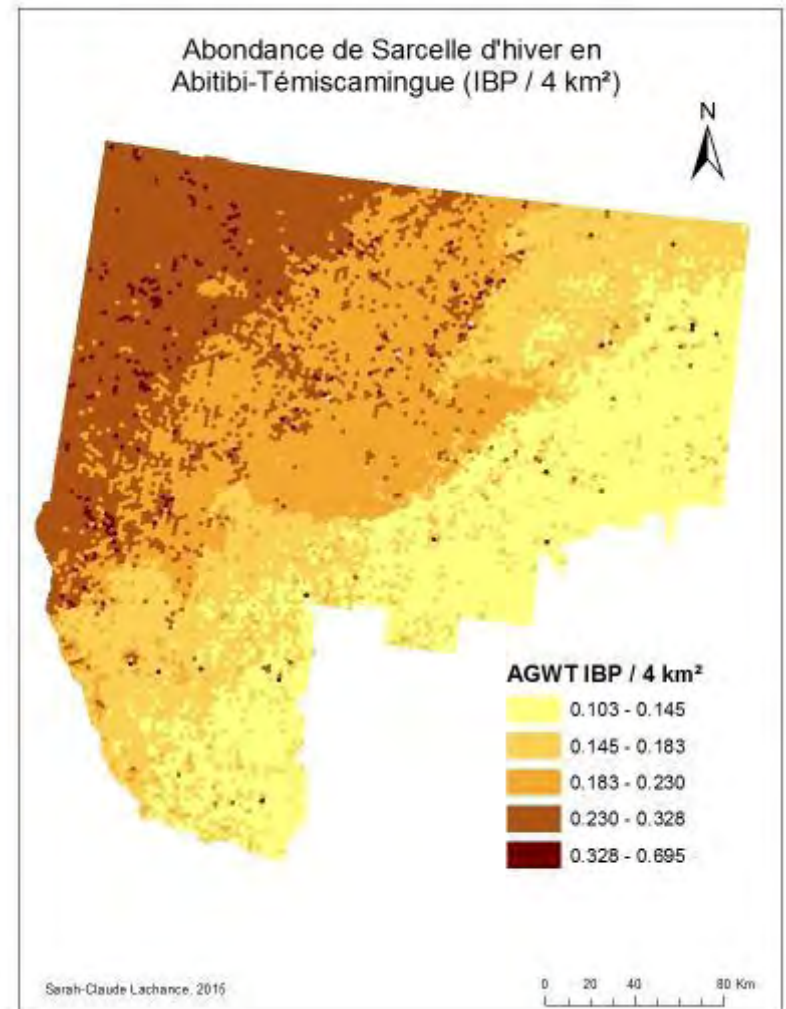 Abondance de Sarcelle d'hiver en
Abitibi-Témiscamingue (IBP / 4 km²)
N
AGWT IBP / 4 km²
0.103 - 0.145
0.145 - 0.183
0.183 - 0.230
0.230 - 0.328
0.328 - 0.695
Sarah-Claude Lachance, 2015
0 20 40 80 Km